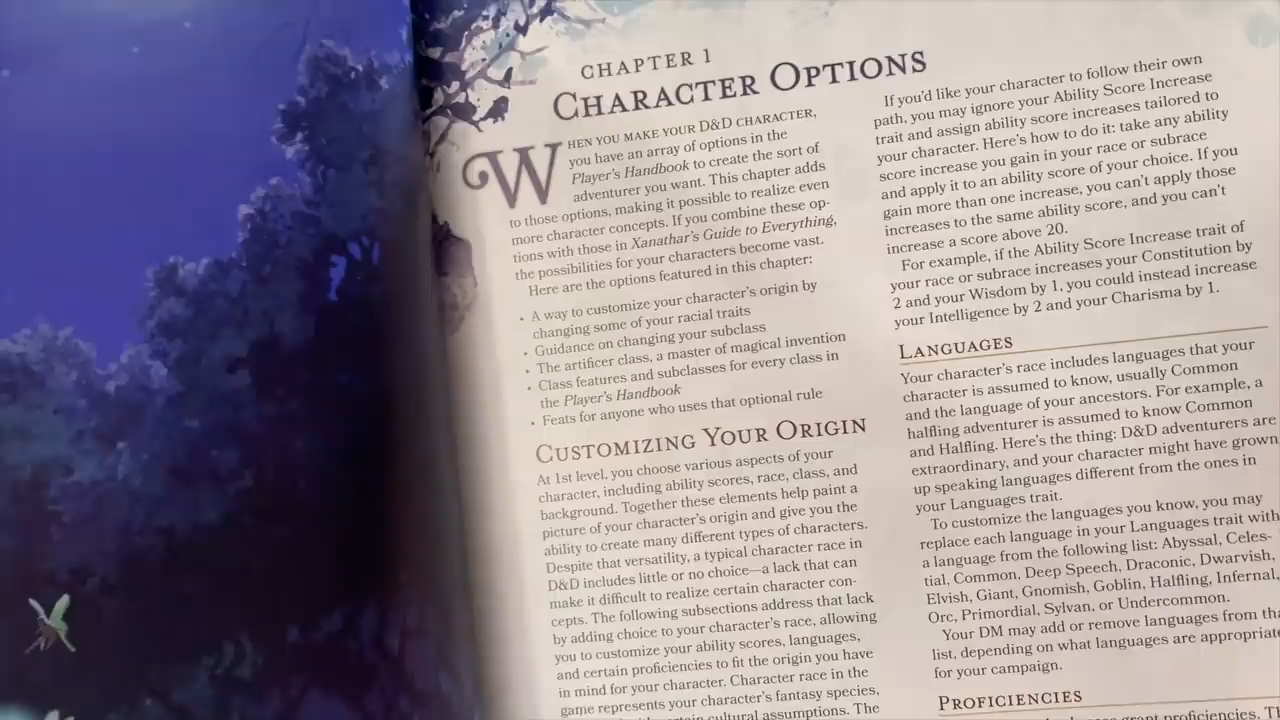 CHAPTER 1
CHARACTER OPTIONS
WHEN YOU MAKE YOUR D&D CHARACTER,
you have an array of options in the
Player's Handbook to create the sort of
adventurer you want. This chapter adds
to those options, making it possible to realize even
more character concepts. If you combine these op-
tions with those in Xanathar's Guide to Everything,
the possibilities for your characters become vast.
Here are the options featured in this chapter:
• A way to customize your character's origin by
changing some of your racial traits
• Guidance on changing your subclass
• The artificer class, a master of magical invention
• Class features and subclasses for every class in
the Player's Handbook
• Feats for anyone who uses that optional rule
CUSTOMIZING YOUR ORIGIN
At 1st level, you choose various aspects of your
character, including ability scores, race, class, and
background. Together these elements help paint a
picture of your character's origin and give you the
ability to create many different types of characters.
Despite that versatility, a typical character race in
D&D includes little or no choice—a lack that can
make it difficult to realize certain character con-
cepts. The following subsections address that lack
by adding choice to your character's race, allowing
you to customize your ability scores, languages,
and certain proficiencies to fit the origin you have
in mind for your character. Character race in the
game represents your character's fantasy species,
cultural assumptions. The
If you'd like your character to follow their own
path, you may ignore your Ability Score Increase
trait and assign ability score increases tailored to
your character. Here's how to do it: take any ability
score increase you gain in your race or subrace
and apply it to an ability score of your choice. If you
gain more than one increase, you can't apply those
increases to the same ability score, and you can't
increase a score above 20.
For example, if the Ability Score Increase trait of
your race or subrace increases your Constitution by
2 and your Wisdom by 1, you could instead increase
your Intelligence by 2 and your Charisma by 1.
LANGUAGES
Your character's race includes languages that your
character is assumed to know, usually Common
and the language of your ancestors. For example, a
halfling adventurer is assumed to know Common
and Halfling. Here's the thing: D&D adventurers are
extraordinary, and your character might have grown
up speaking languages different from the ones in
your Languages trait.
To customize the languages you know, you may
replace each language in your Languages trait with
a language from the following list: Abyssal, Celes-
tial, Common, Deep Speech, Draconic, Dwarvish,
Elvish, Giant, Gnomish, Goblin, Halfling, Infernal,
Orc, Primordial, Sylvan, or Undercommon.
Your DM may add or remove languages from th
list, depending on what languages are appropriate
for your campaign.
PROFICIENCIES
grant proficiencies.